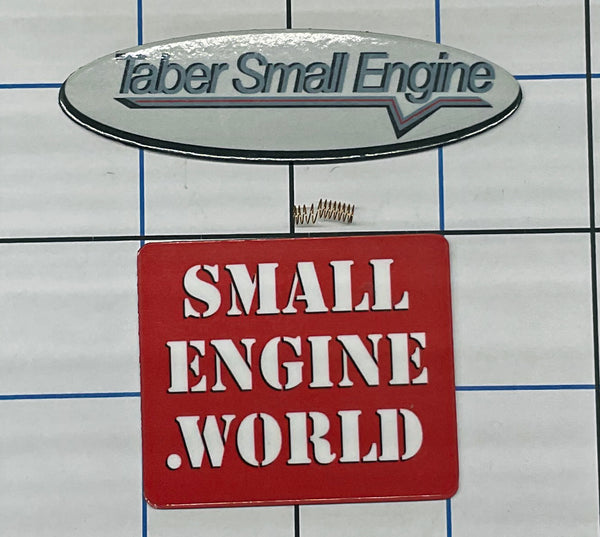 Taber Small Engine
SMALL
ENGINE
.WORLD